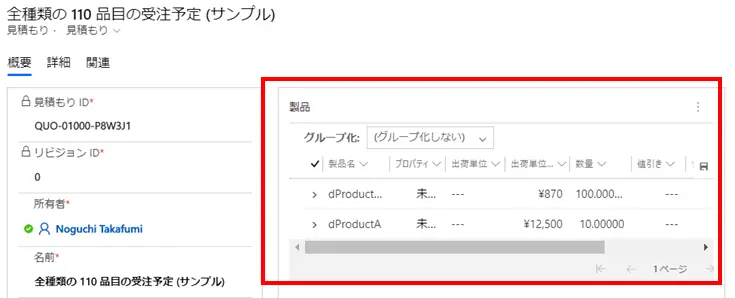 全種類の 110 品目の受注予定 (サンプル)
見積もり · 見積もり
概要 詳細 関連
見積もり ID*
QUO-01000-P8W3J1
リビジョン ID*
0
所有者*
Noguchi Takafumi
名前*
全種類の 110 品目の受注予定 (サンプル)
製品
グループ化: (グループ化しない)
製品名 プロパティ 出荷単位 出荷単位... 数量 値引き
dProduct... 未... --- ¥870 100.000... ---
dProductA 未... --- ¥12,500 10.00000 ---
1 ページ